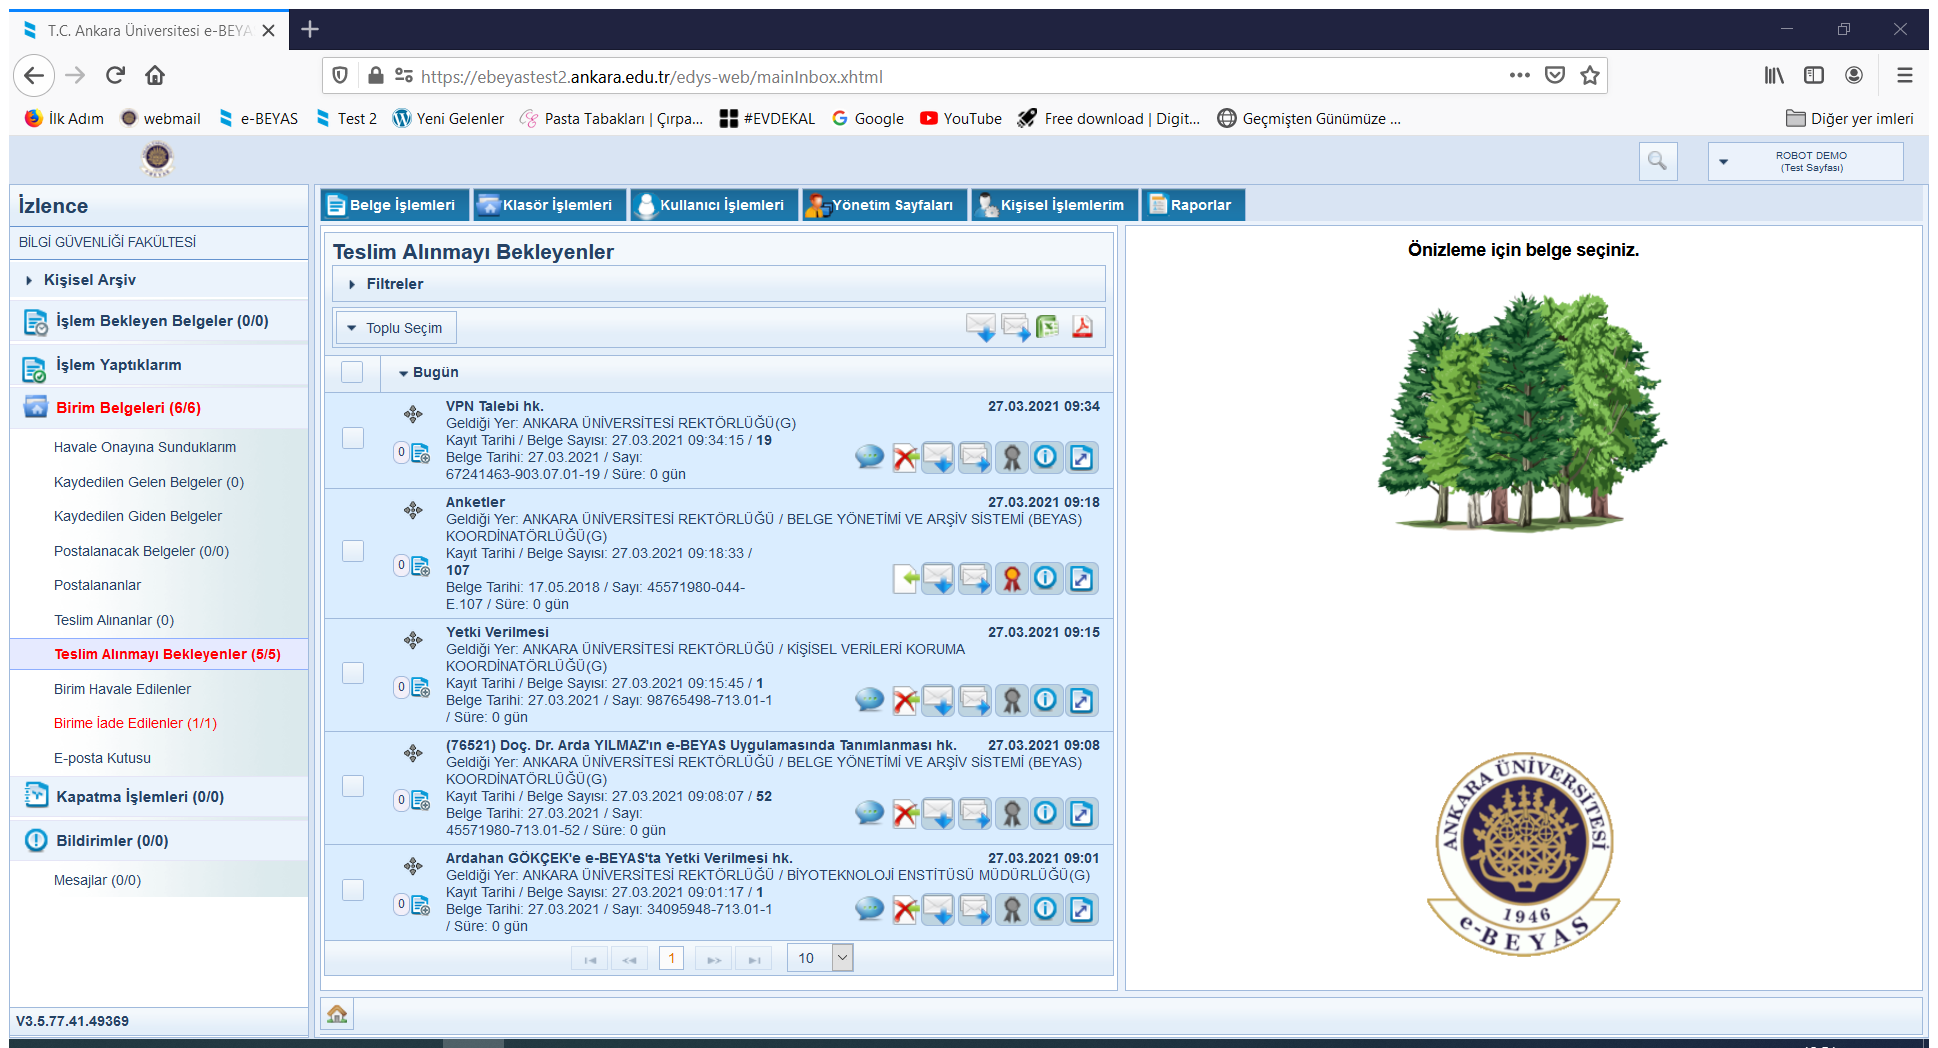 T.C. Ankara Üniversitesi e-BEYA
https://ebeyastest2.ankara.edu.tr/edys-web/mainInbox.xhtml
İlk Adım webmail e-BEYAS Test 2 Yeni Gelenler Pasta Tabakları | Çırpa... #EVDEKAL Google YouTube Free download | Digit... Geçmişten Günümüze ... Diğer yer imleri
ROBOT DEMO
(Test Sayfası)
İzlence
BİLGİ GÜVENLİĞİ FAKÜLTESİ
Kişisel Arşiv
İşlem Bekleyen Belgeler (0/0)
İşlem Yaptıklarım
Birim Belgeleri (6/6)
Havale Onayına Sunduklarım
Kaydedilen Gelen Belgeler (0)
Kaydedilen Giden Belgeler
Postalanacak Belgeler (0/0)
Postalananlar
Teslim Alınanlar (0)
Teslim Alınmayı Bekleyenler (5/5)
Birim Havale Edilenler
Birime İade Edilenler (1/1)
E-posta Kutusu
Kapatma İşlemleri (0/0)
Bildirimler (0/0)
Mesajlar (0/0)
V3.5.77.41.49369
Belge İşlemleri Klasör İşlemleri Kullanıcı İşlemleri Yönetim Sayfaları Kişisel İşlemlerim Raporlar
Teslim Alınmayı Bekleyenler
Filtreler
Toplu Seçim
Bugün
VPN Talebi hk. 27.03.2021 09:34
Geldiği Yer: ANKARA ÜNİVERSİTESİ REKTÖRLÜĞÜ(G)
Kayıt Tarihi / Belge Sayısı: 27.03.2021 09:34:15 / 19
0 Belge Tarihi: 27.03.2021 / Sayı:
67241463-903.07.01-19 / Süre: 0 gün
Anketler 27.03.2021 09:18
Geldiği Yer: ANKARA ÜNİVERSİTESİ REKTÖRLÜĞÜ / BELGE YÖNETİMİ VE ARŞİV SİSTEMİ (BEYAS)
KOORDİNATÖRLÜĞÜ(G)
Kayıt Tarihi / Belge Sayısı: 27.03.2021 09:18:33 /
0 107
Belge Tarihi: 17.05.2018 / Sayı: 45571980-044-
E.107 / Süre: 0 gün
Yetki Verilmesi 27.03.2021 09:15
Geldiği Yer: ANKARA ÜNİVERSİTESİ REKTÖRLÜĞÜ / KİŞİSEL VERİLERİ KORUMA
KOORDİNATÖRLÜĞÜ(G)
0 Kayıt Tarihi / Belge Sayısı: 27.03.2021 09:15:45 / 1
Belge Tarihi: 27.03.2021 / Sayı: 98765498-713.01-1
/ Süre: 0 gün
(76521) Doç. Dr. Arda YILMAZ'ın e-BEYAS Uygulamasında Tanımlanması hk. 27.03.2021 09:08
Geldiği Yer: ANKARA ÜNİVERSİTESİ REKTÖRLÜĞÜ / BELGE YÖNETİMİ VE ARŞİV SİSTEMİ (BEYAS)
KOORDİNATÖRLÜĞÜ(G)
0 Kayıt Tarihi / Belge Sayısı: 27.03.2021 09:08:07 / 52
Belge Tarihi: 27.03.2021 / Sayı:
45571980-713.01-52 / Süre: 0 gün
Ardahan GÖKÇEK'e e-BEYAS'ta Yetki Verilmesi hk. 27.03.2021 09:01
Geldiği Yer: ANKARA ÜNİVERSİTESİ REKTÖRLÜĞÜ / BİYOTEKNOLOJİ ENSTİTÜSÜ MÜDÜRLÜĞÜ(G)
Kayıt Tarihi / Belge Sayısı: 27.03.2021 09:01:17 / 1
0 Belge Tarihi: 27.03.2021 / Sayı: 34095948-713.01-1
/ Süre: 0 gün
1 10
Önizleme için belge seçiniz.
ANKARA ÜNİVERSİTESİ
1946
e-BEYAS